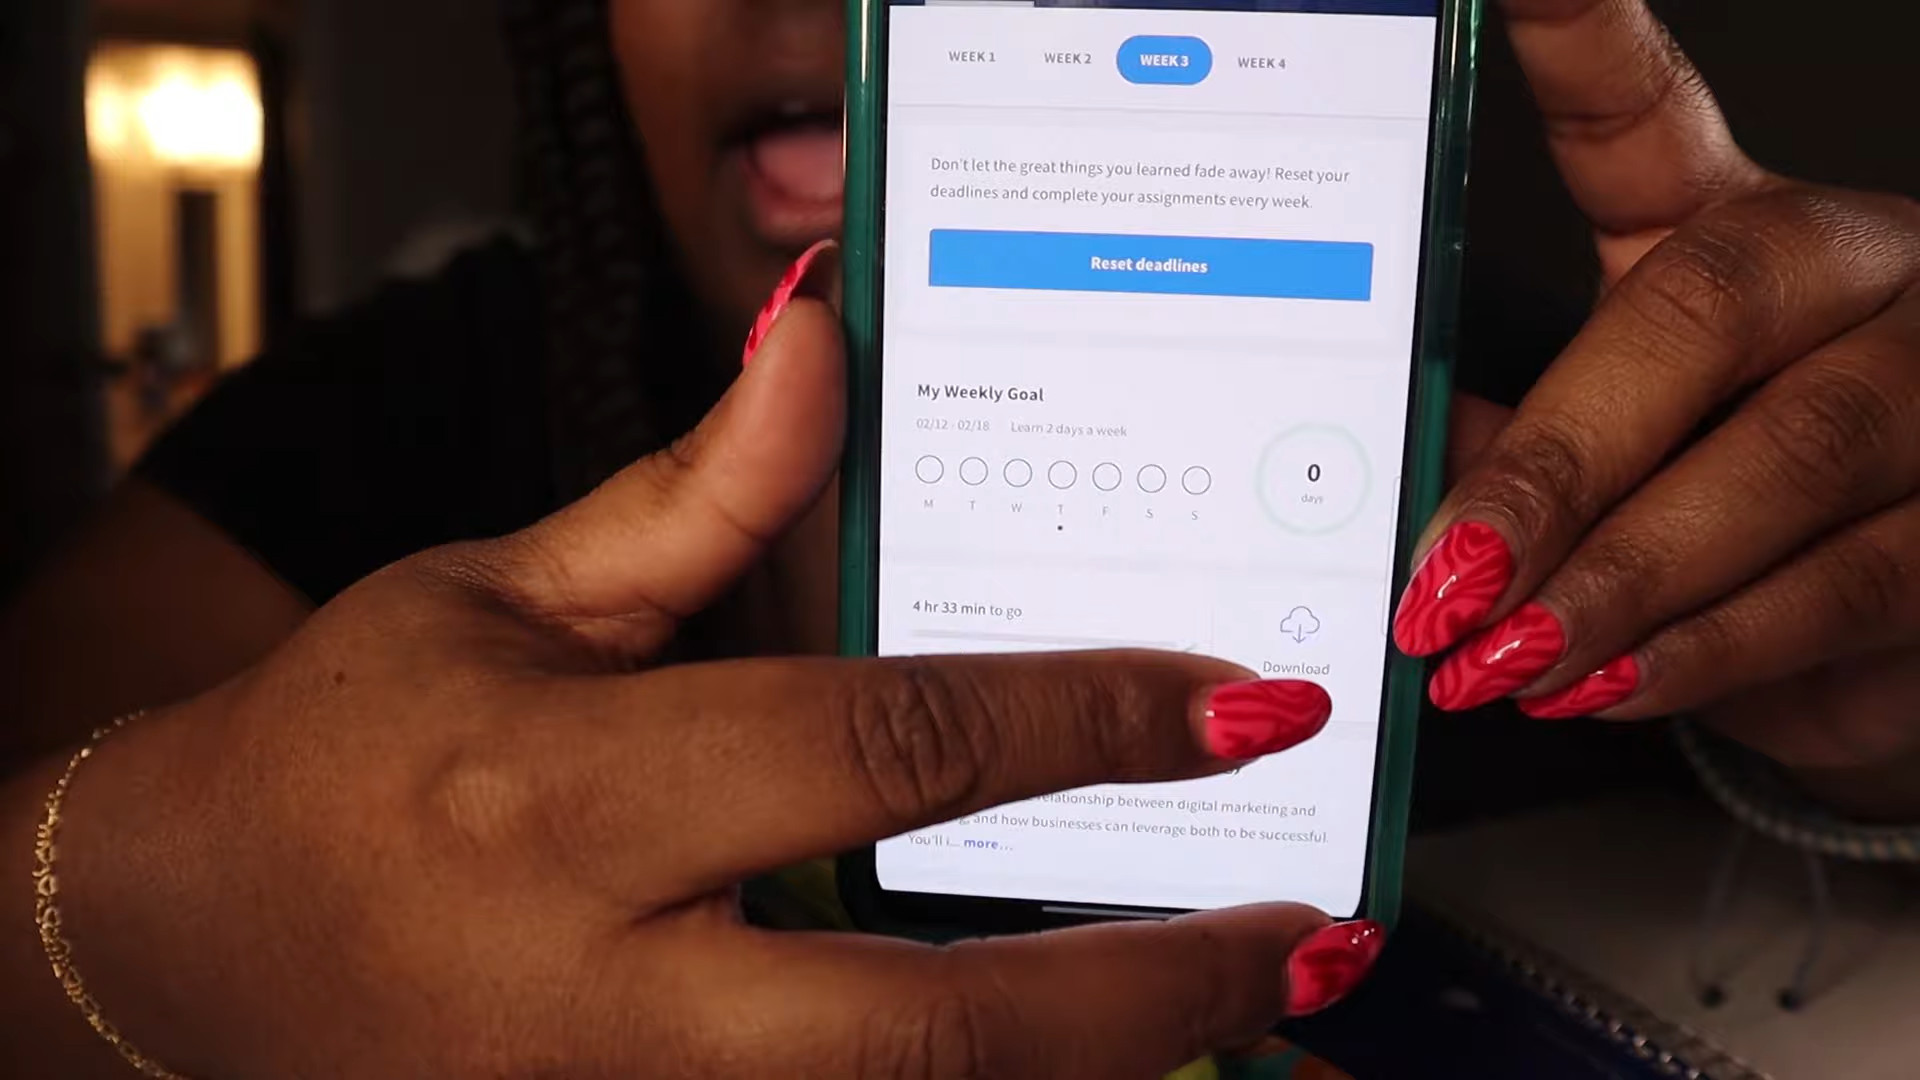 WEEK 1 WEEK 2 WEEK 3 WEEK 4
Don't let the great things you learned fade away! Reset your
deadlines and complete your assignments every week.
Reset deadlines
My Weekly Goal
02/12 - 02/18 Learn 2 days a week
0
days
M T W T F S S
4 hr 33 min to go
Download
relationship between digital marketing and
and how businesses can leverage both to be successful.
You'll i... more...